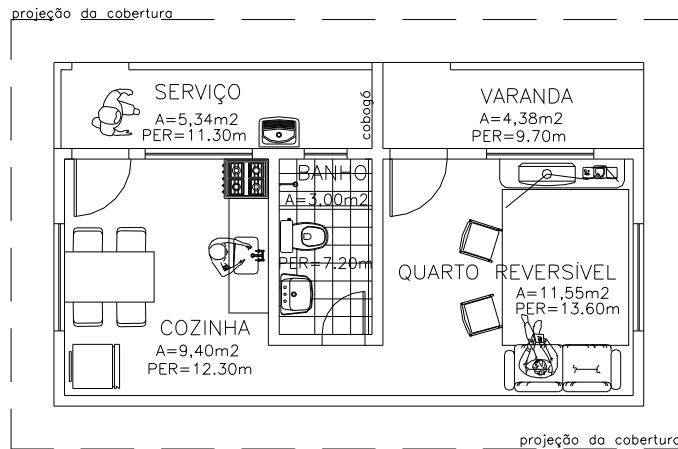 projeção da cobertura
SERVIÇO
A=5,34m2
PER=11.30m
cobogó
VARANDA
A=4,38m2
PER=9.70m
BANHO
A=3,00m2
PER=7.20m
QUARTO REVERSÍVEL
A=11,55m2
PER=13.60m
COZINHA
A=9,40m2
PER=12.30m
projeção da cobertura